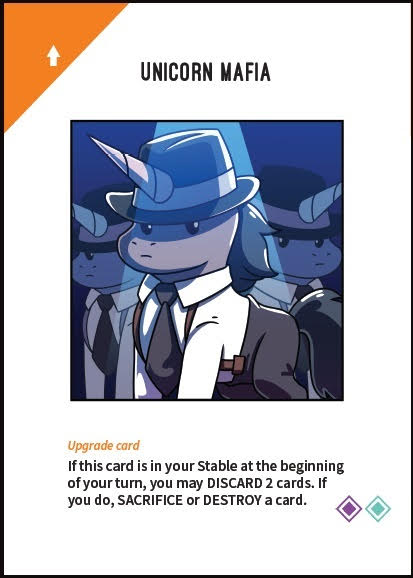 UNICORN MAFIA
Upgrade card
If this card is in your Stable at the beginning
of your turn, you may DISCARD 2 cards. If
you do, SACRIFICE or DESTROY a card.